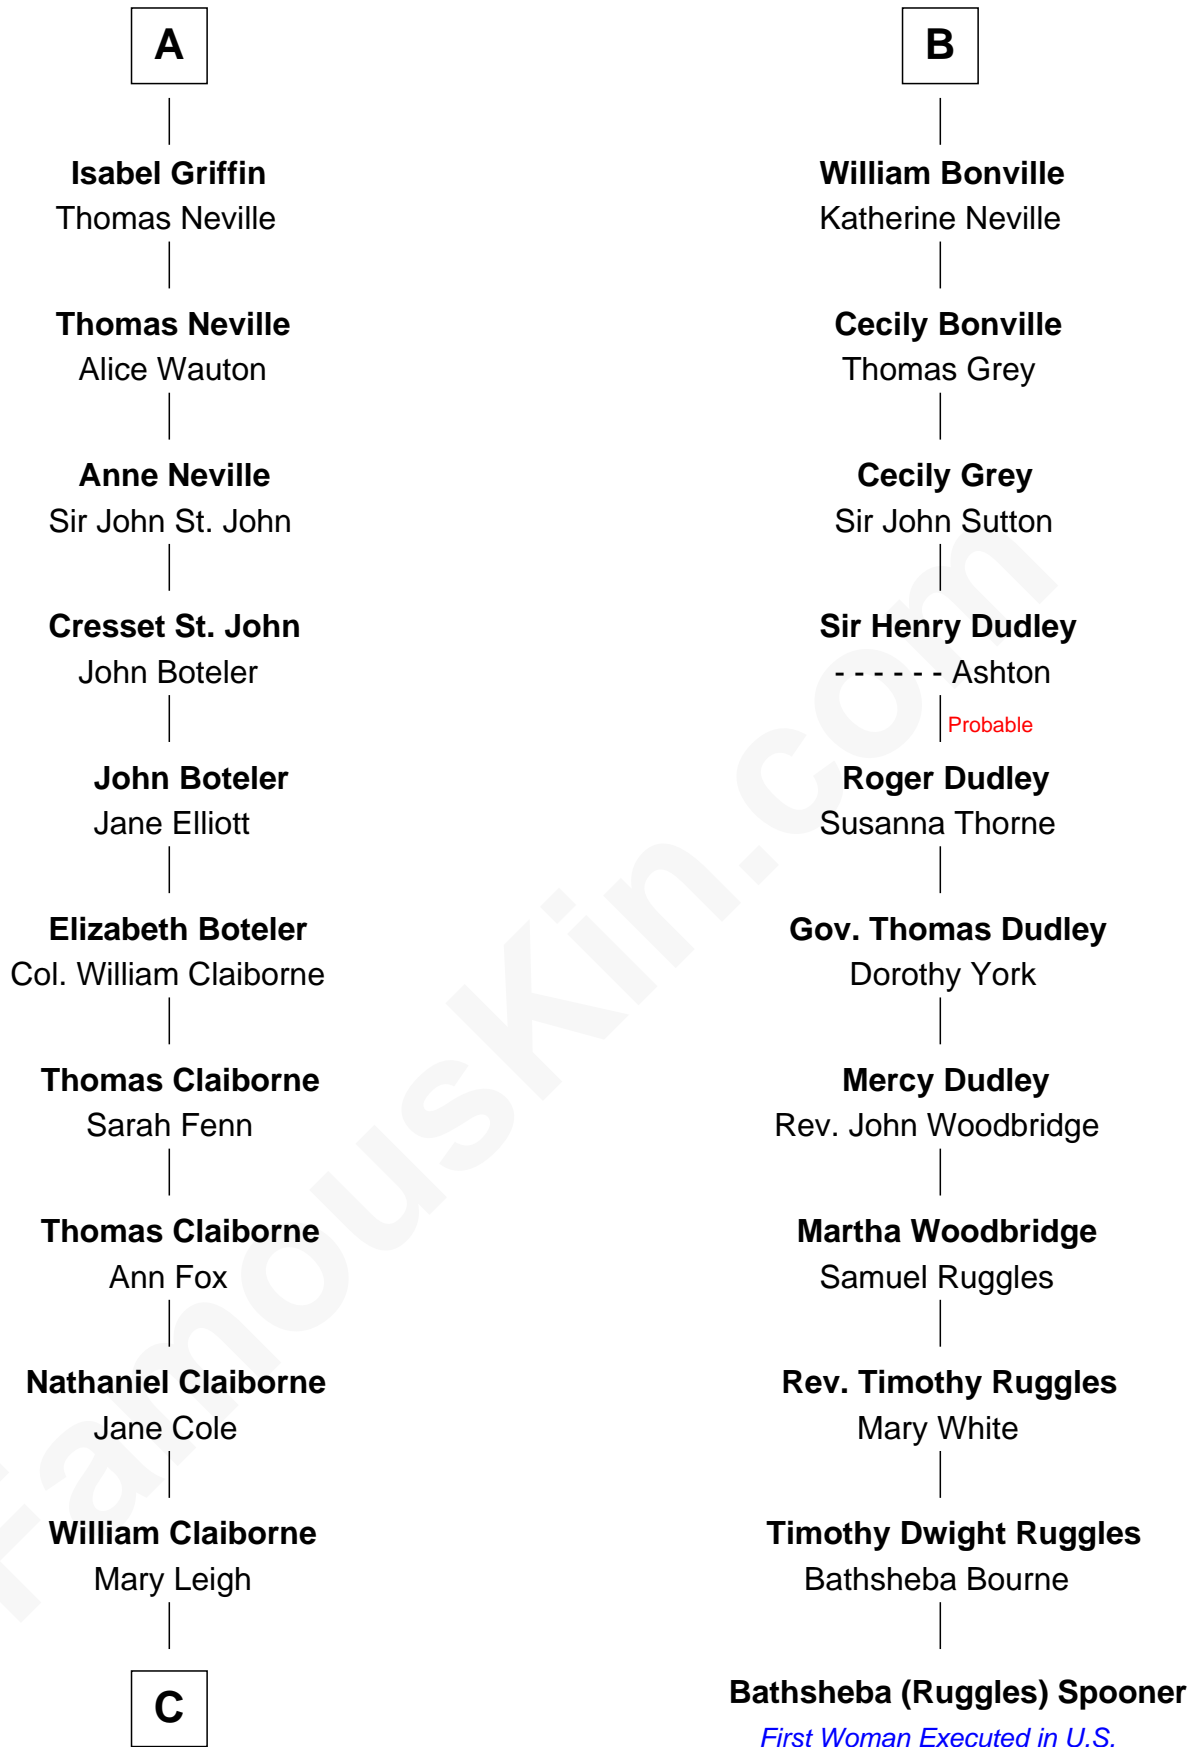 A
Isabel Griffin
Thomas Neville
Thomas Neville
Alice Wauton
Anne Neville
Sir John St. John
Cresset St. John
John Boteler
John Boteler
Jane Elliott
Elizabeth Boteler
Col. William Claiborne
Thomas Claiborne
Sarah Fenn
Thomas Claiborne
Ann Fox
Nathaniel Claiborne
Jane Cole
William Claiborne
Mary Leigh
C
B
William Bonville
Katherine Neville
Cecily Bonville
Thomas Grey
Cecily Grey
Sir John Sutton
Sir Henry Dudley
- - - - - - Ashton
Probable
Roger Dudley
Susanna Thorne
Gov. Thomas Dudley
Dorothy York
Mercy Dudley
Rev. John Woodbridge
Martha Woodbridge
Samuel Ruggles
Rev. Timothy Ruggles
Mary White
Timothy Dwight Ruggles
Bathsheba Bourne
Bathsheba (Ruggles) Spooner
First Woman Executed in U.S.
FamousKin.com